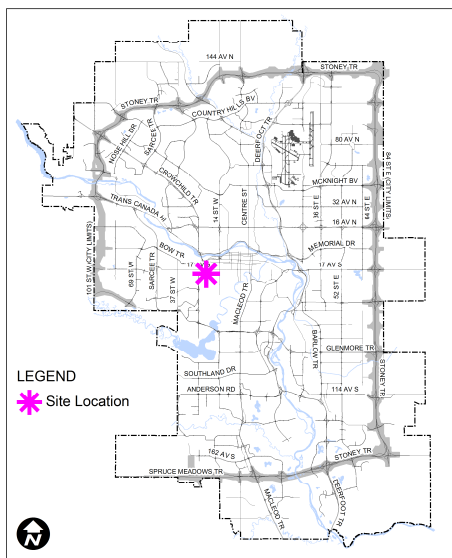 144 AV N
STONEY TR
STONEY TR
COUNTRY HILLS BV
NOSE HILL DR
SARCEE TR
DEERFOOT TR
80 AV N
CROWCHILD TR
14 ST W
CENTRE ST
MCKNIGHT BV
36 ST E
32 AV N
44 ST E
84 ST E (CITY LIMITS)
16 AV N
TRANS CANADA H
MEMORIAL DR
BOW TR
17
17 AV S
101 ST W (CITY LIMITS)
69 ST W
SARCEE TR
37 ST W
MACLEOD TR
52 ST E
BARLOW TR
GLENMORE TR
STONEY TR
LEGEND
Site Location
SOUTHLAND DR
ANDERSON RD
114 AV S
162 AV S
STONEY TR
SPRUCE MEADOWS TR
MACLEOD TR
DEERFOOT TR
N